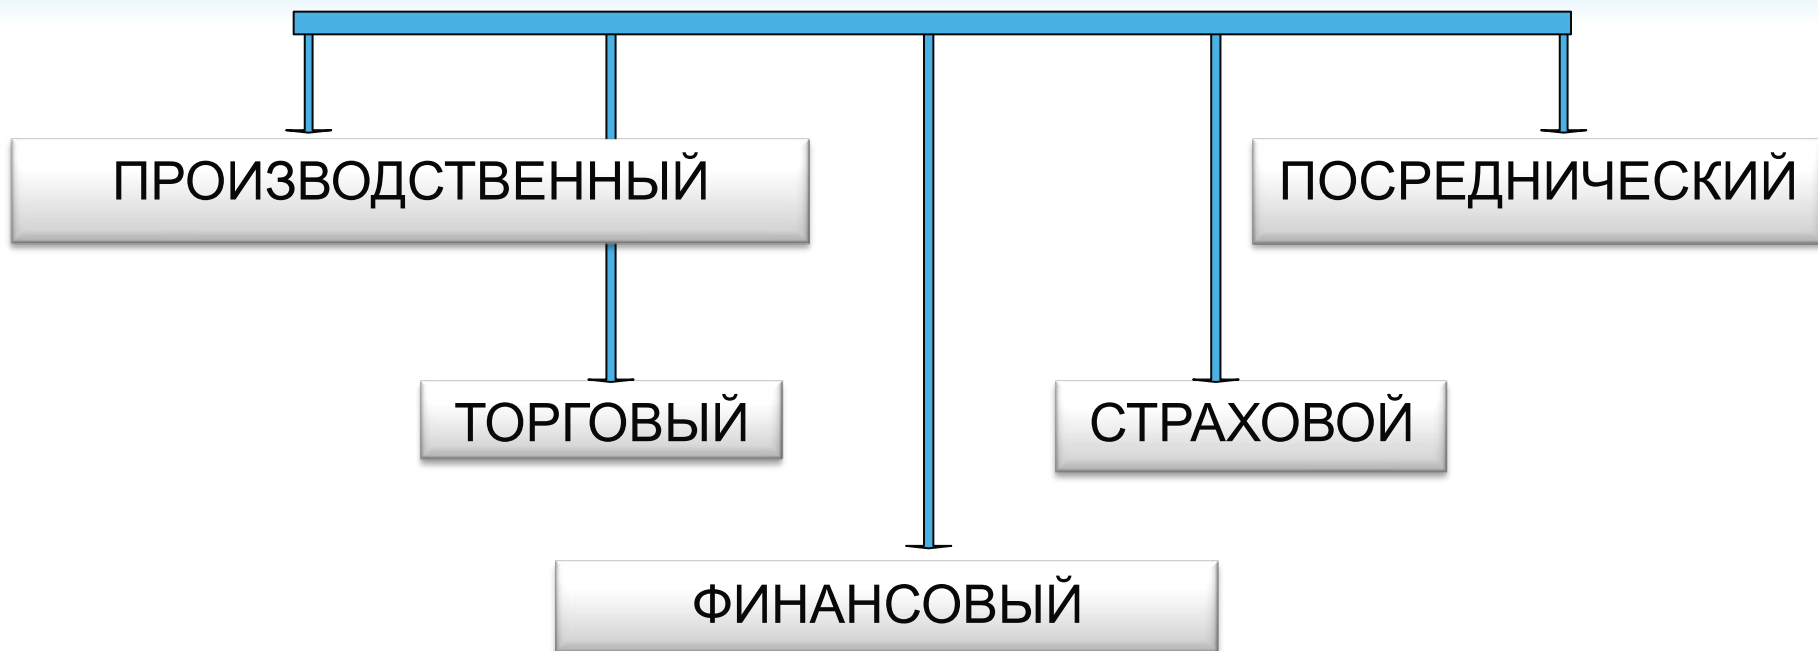 ПРОИЗВОДСТВЕННЫЙ
ПОСРЕДНИЧЕСКИЙ
ТОРГОВЫЙ
СТРАХОВОЙ
ФИНАНСОВЫЙ